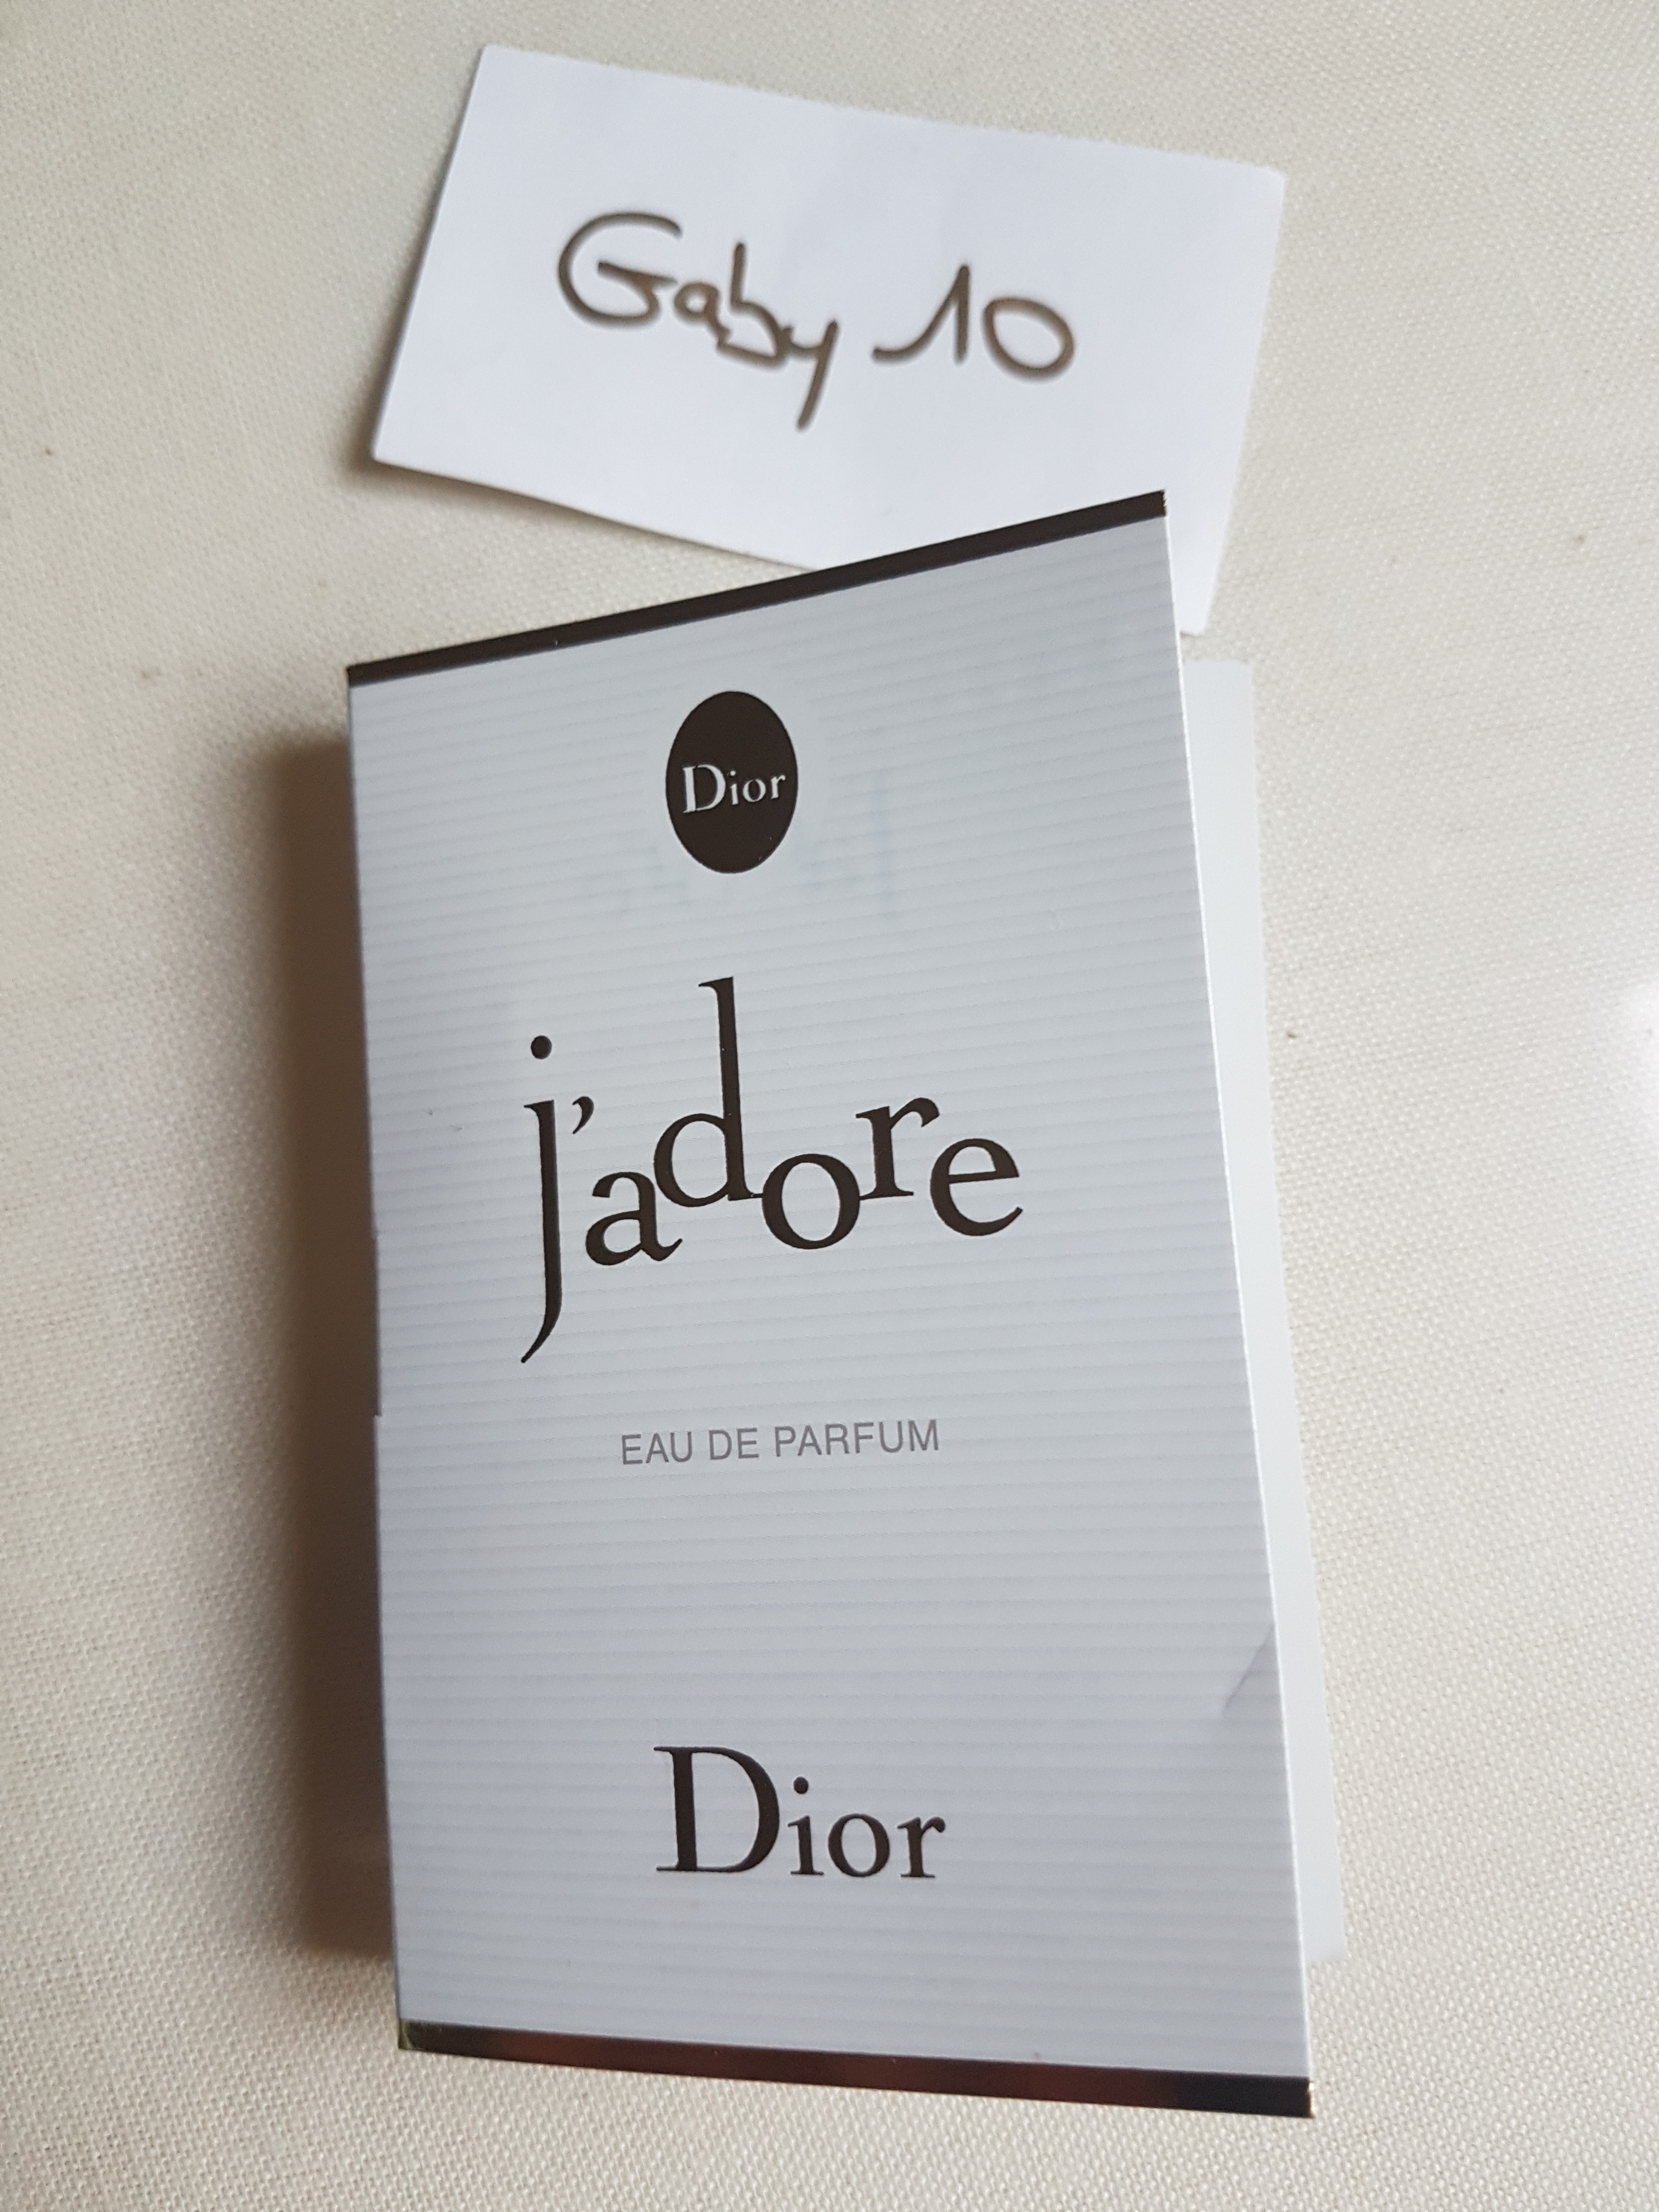 Gaby 10
Dior
j'adore
EAU DE PARFUM
Dior